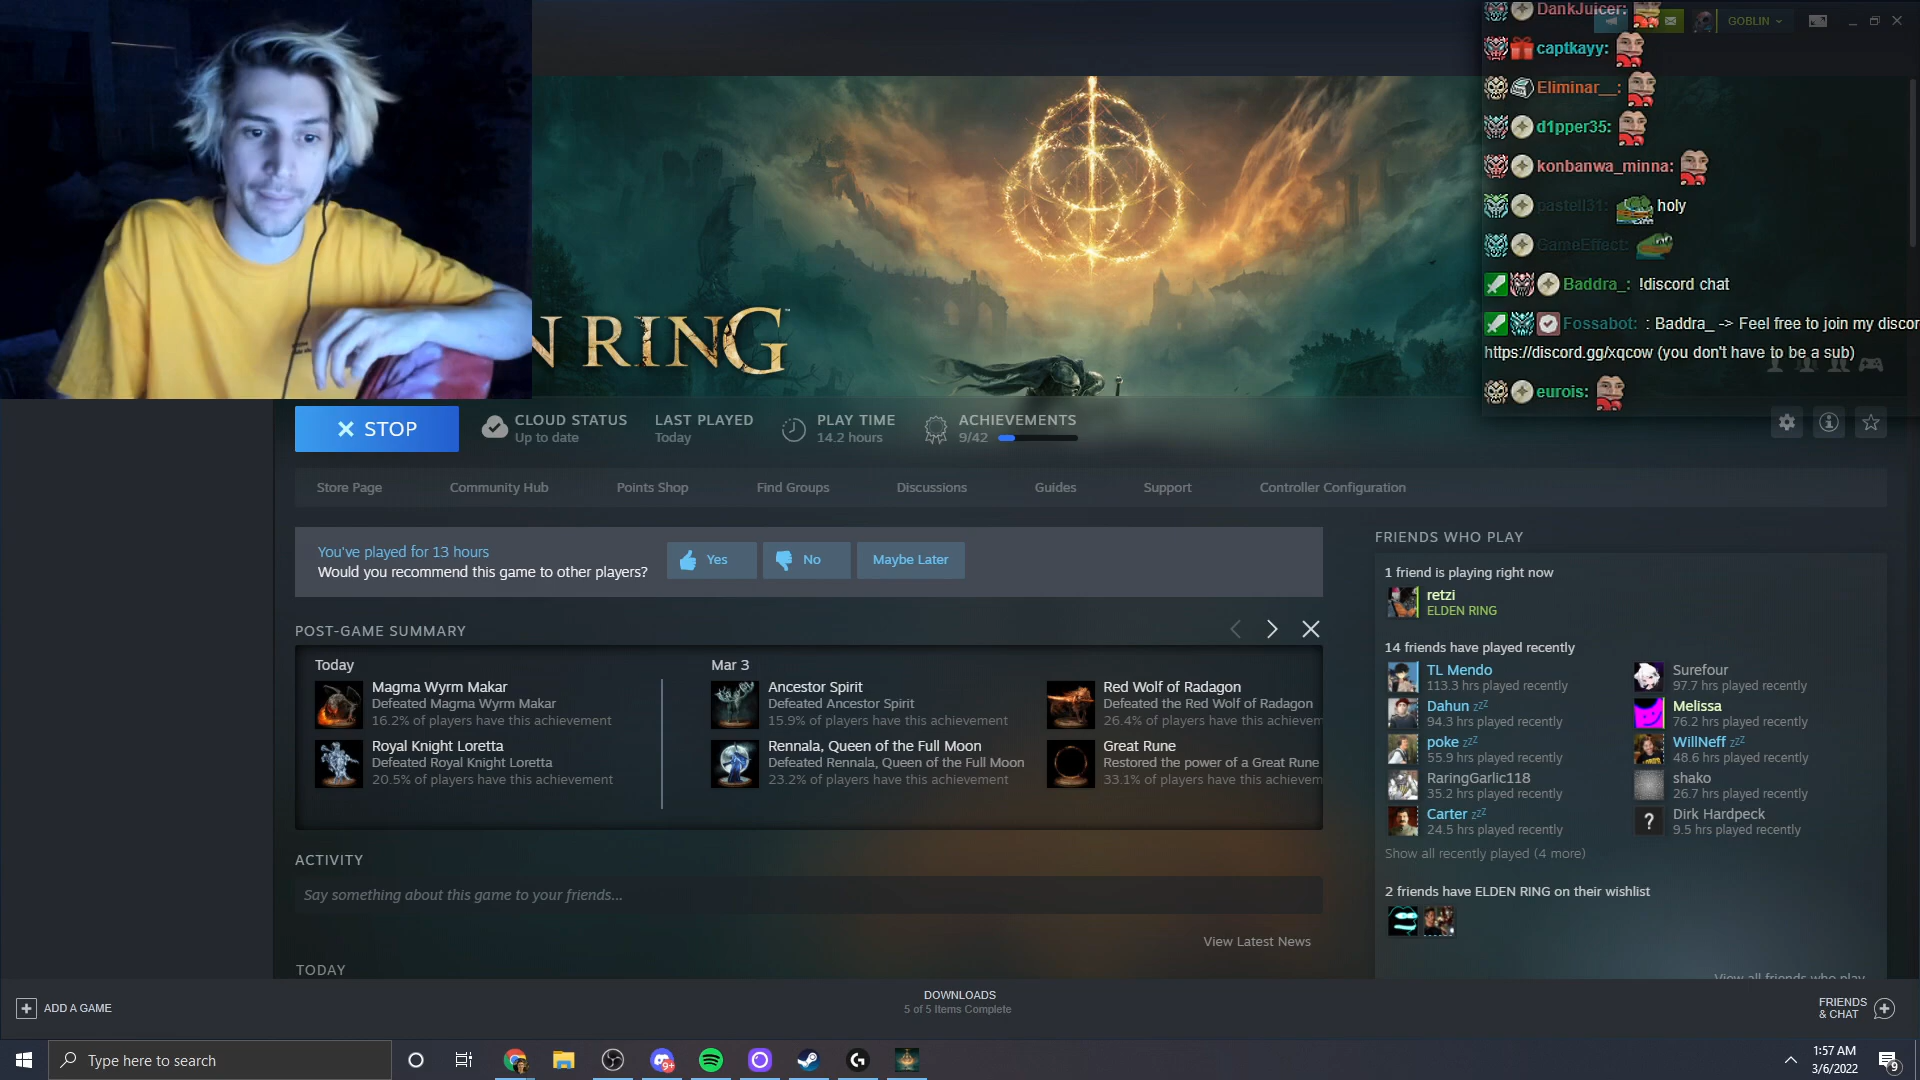 DankJuicer:
GOBLIN
captkayy:
Eliminar__:
d1pper35:
konbanwa_minna:
pastell31: holy
GameEffect:
Baddra_: !discord chat
Fossabot: : Baddra_ -> Feel free to join my discor
https://discord.gg/xqcow (you don't have to be a sub)
eurois:
N RING
STOP
CLOUD STATUS
Up to date
LAST PLAYED
Today
PLAY TIME
14.2 hours
ACHIEVEMENTS
9/42
Store Page Community Hub Points Shop Find Groups Discussions Guides Support Controller Configuration
You've played for 13 hours
Would you recommend this game to other players?
Yes No Maybe Later
POST-GAME SUMMARY
Today
Magma Wyrm Makar
Defeated Magma Wyrm Makar
16.2% of players have this achievement
Royal Knight Loretta
Defeated Royal Knight Loretta
20.5% of players have this achievement
Mar 3
Ancestor Spirit
Defeated Ancestor Spirit
15.9% of players have this achievement
Rennala, Queen of the Full Moon
Defeated Rennala, Queen of the Full Moon
23.2% of players have this achievement
Red Wolf of Radagon
Defeated the Red Wolf of Radagon
26.4% of players have this achievem
Great Rune
Restored the power of a Great Rune
33.1% of players have this achievem
ACTIVITY
Say something about this game to your friends...
View Latest News
TODAY
FRIENDS WHO PLAY
1 friend is playing right now
retzi
ELDEN RING
14 friends have played recently
TL Mendo
113.3 hrs played recently
Surefour
97.7 hrs played recently
Dahun zzZ
94.3 hrs played recently
Melissa
76.2 hrs played recently
poke zzZ
55.9 hrs played recently
WillNeff zzZ
48.6 hrs played recently
RaringGarlic118
35.2 hrs played recently
shako
26.7 hrs played recently
Carter zzZ
24.5 hrs played recently
?
Dirk Hardpeck
9.5 hrs played recently
Show all recently played (4 more)
2 friends have ELDEN RING on their wishlist
View all friends who play
ADD A GAME
DOWNLOADS
5 of 5 Items Complete
FRIENDS
& CHAT
Type here to search
9+
1:57 AM
3/6/2022
9